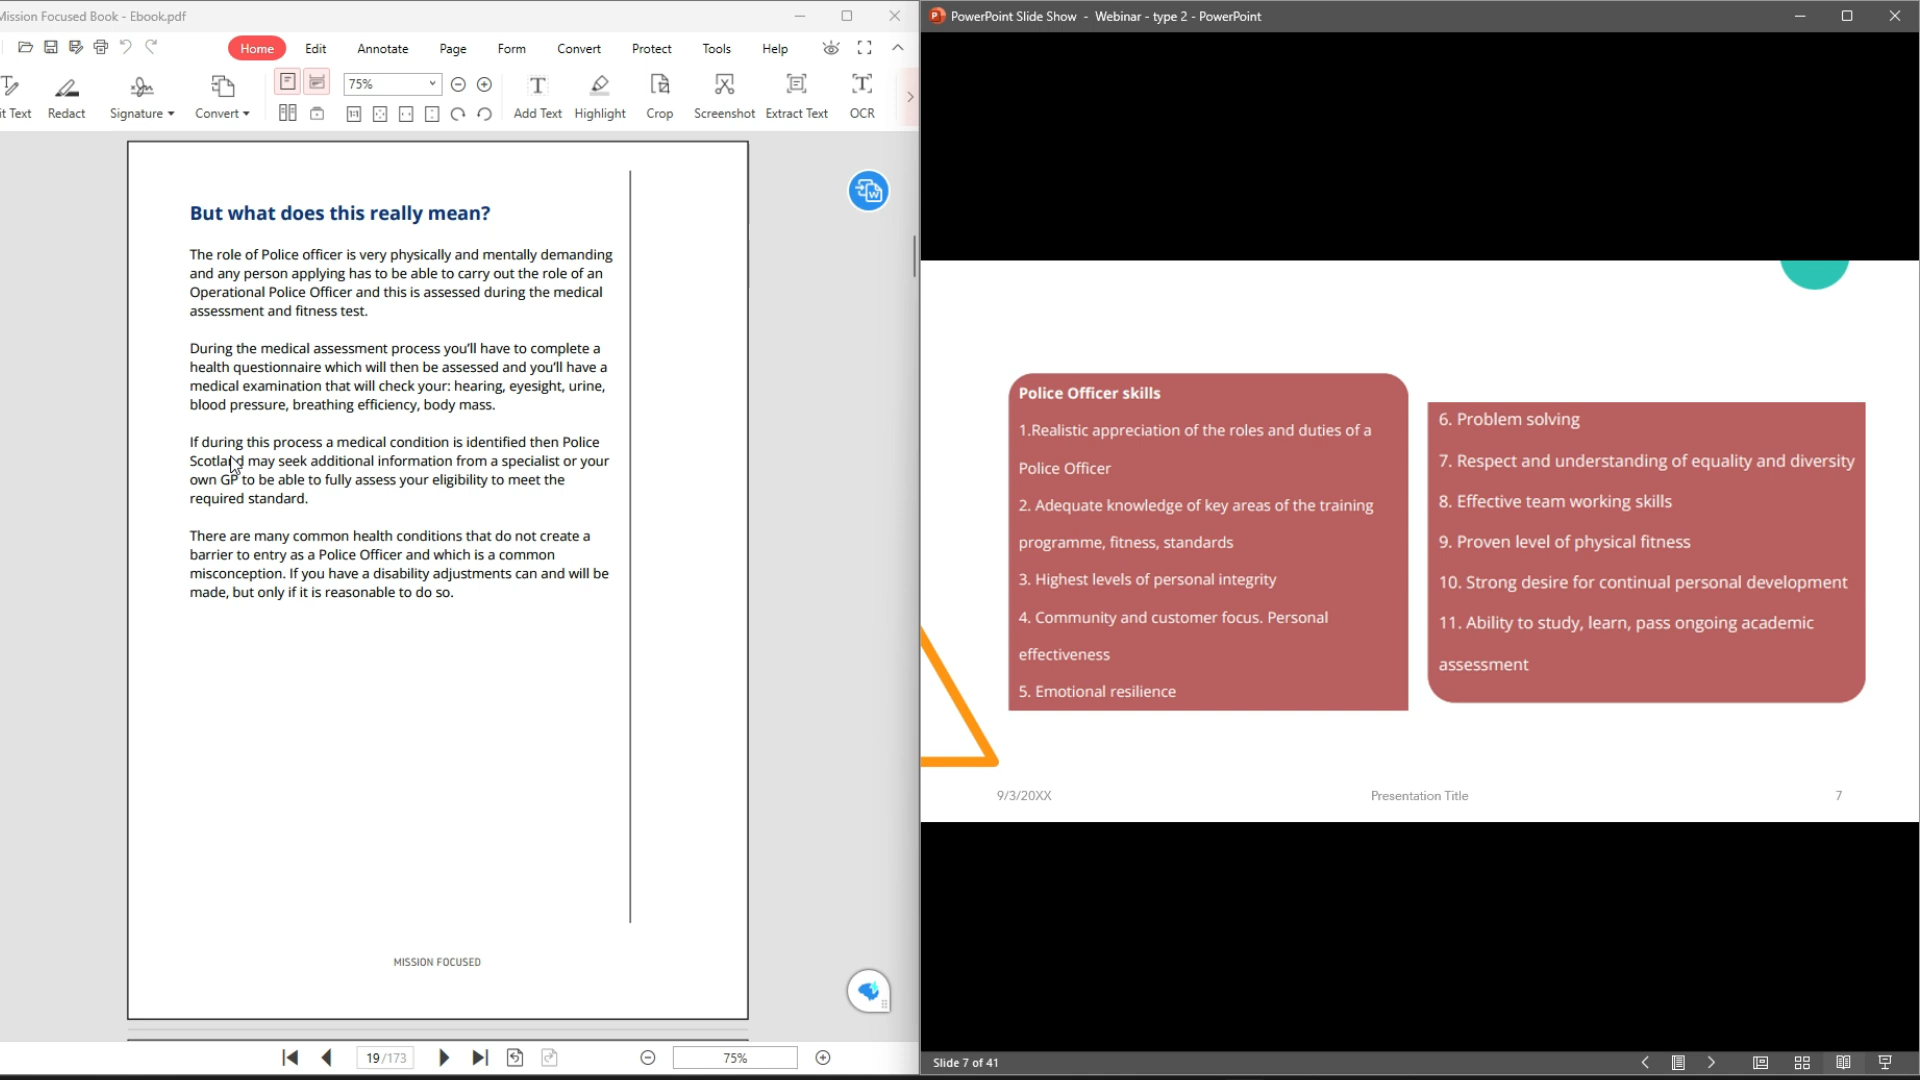 Mission Focused Book - Ebook.pdf
Home Edit Annotate Page Form Convert Protect Tools Help
75%
it Text Redact Signature Convert Add Text Highlight Crop Screenshot Extract Text OCR
But what does this really mean?
The role of Police officer is very physically and mentally demanding
and any person applying has to be able to carry out the role of an
Operational Police Officer and this is assessed during the medical
assessment and fitness test.
During the medical assessment process you'll have to complete a
health questionnaire which will then be assessed and you'll have a
medical examination that will check your: hearing, eyesight, urine,
blood pressure, breathing efficiency, body mass.
If during this process a medical condition is identified then Police
Scotland may seek additional information from a specialist or your
own GP to be able to fully assess your eligibility to meet the
required standard.
There are many common health conditions that do not create a
barrier to entry as a Police Officer and which is a common
misconception. If you have a disability adjustments can and will be
made, but only if it is reasonable to do so.
MISSION FOCUSED
19/173
75%
PowerPoint Slide Show - Webinar - type 2 - PowerPoint
Police Officer skills
1.Realistic appreciation of the roles and duties of a
Police Officer
2. Adequate knowledge of key areas of the training
programme, fitness, standards
3. Highest levels of personal integrity
4. Community and customer focus. Personal
effectiveness
5. Emotional resilience
6. Problem solving
7. Respect and understanding of equality and diversity
8. Effective team working skills
9. Proven level of physical fitness
10. Strong desire for continual personal development
11. Ability to study, learn, pass ongoing academic
assessment
9/3/20XX
Presentation Title
7
Slide 7 of 41